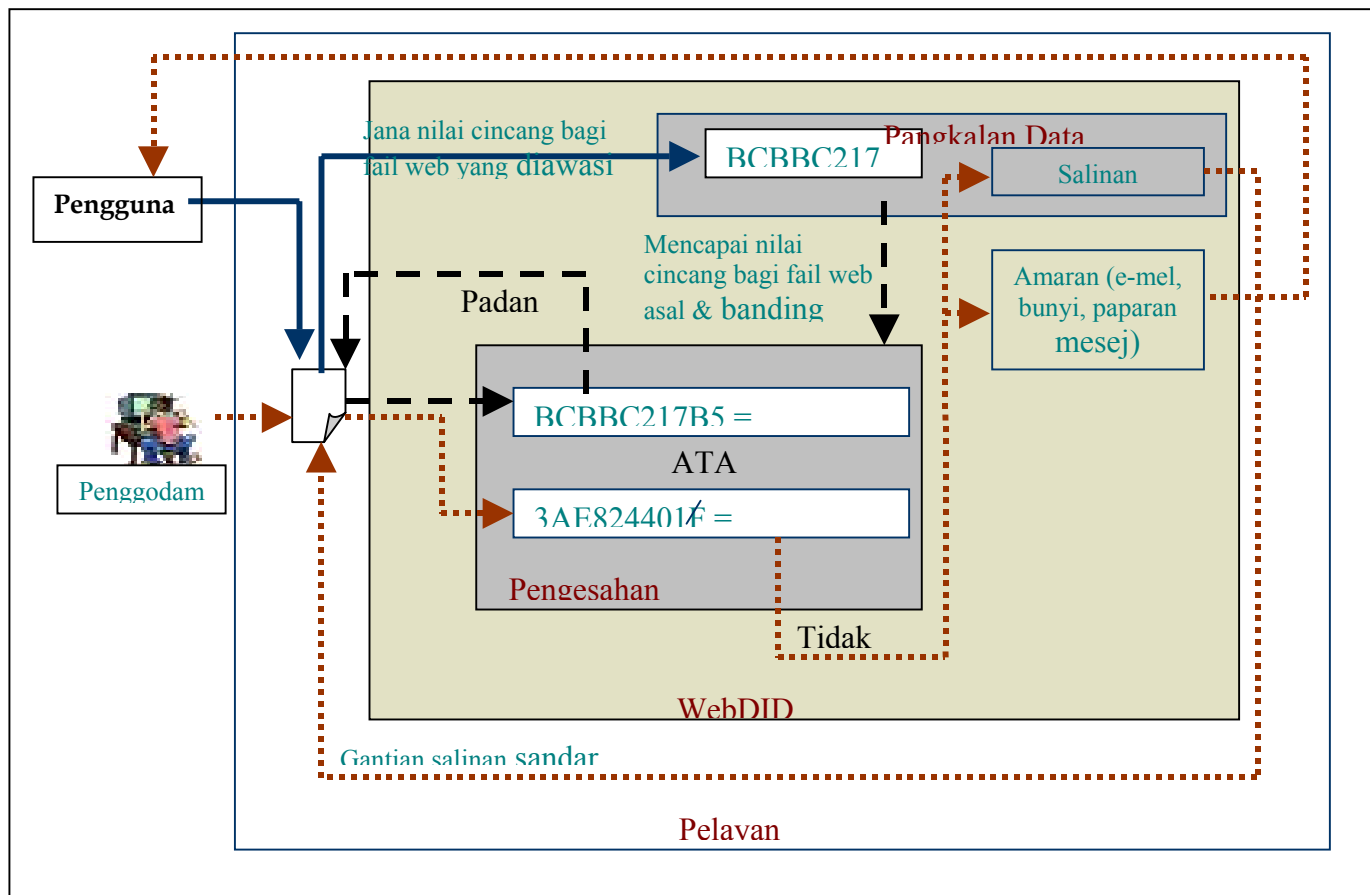 Pangkalan Data
Jana nilai cincang bagi
fail web yang diawasi
BCBBC217
Salinan
Pengguna
Mencapai nilai
cincang bagi fail web
asal & banding
Amaran (e-mel,
bunyi, paparan
mesej)
Padan
BCBBC217B5 =
ATA
Penggodam
3AE824401F =
Pengesahan
Tidak
WebDID
Gantian salinan sandar
Pelayan